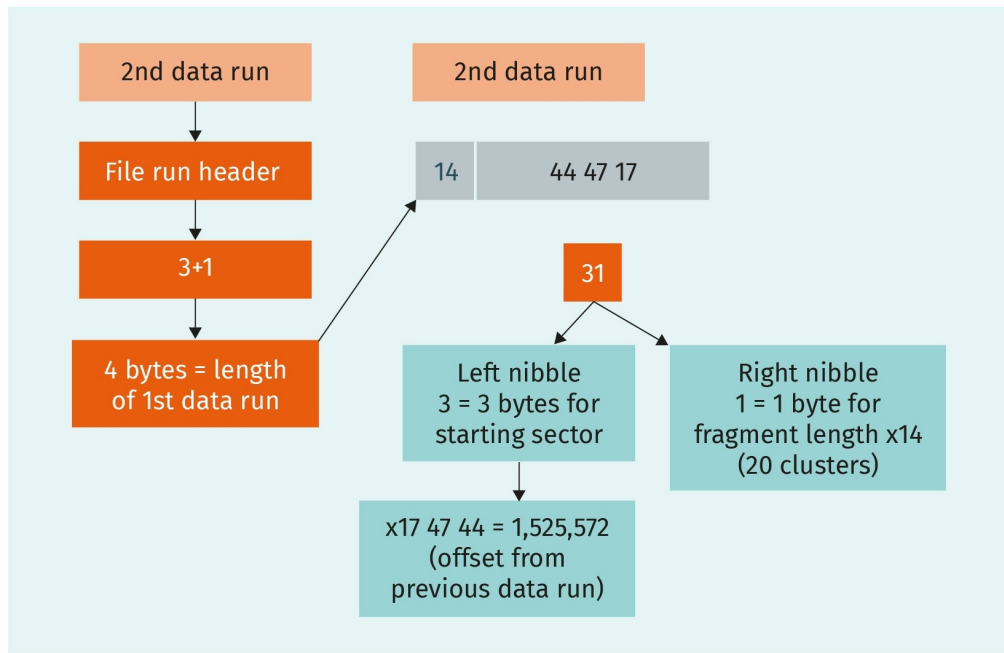 2nd data run
File run header
3+1
4 bytes = length
of 1st data run
2nd data run
14
44 47 17
31
Left nibble
3 = 3 bytes for
starting sector
Right nibble
1 = 1 byte for
fragment length x14
(20 clusters)
x17 47 44 = 1,525,572
(offset from
previous data run)